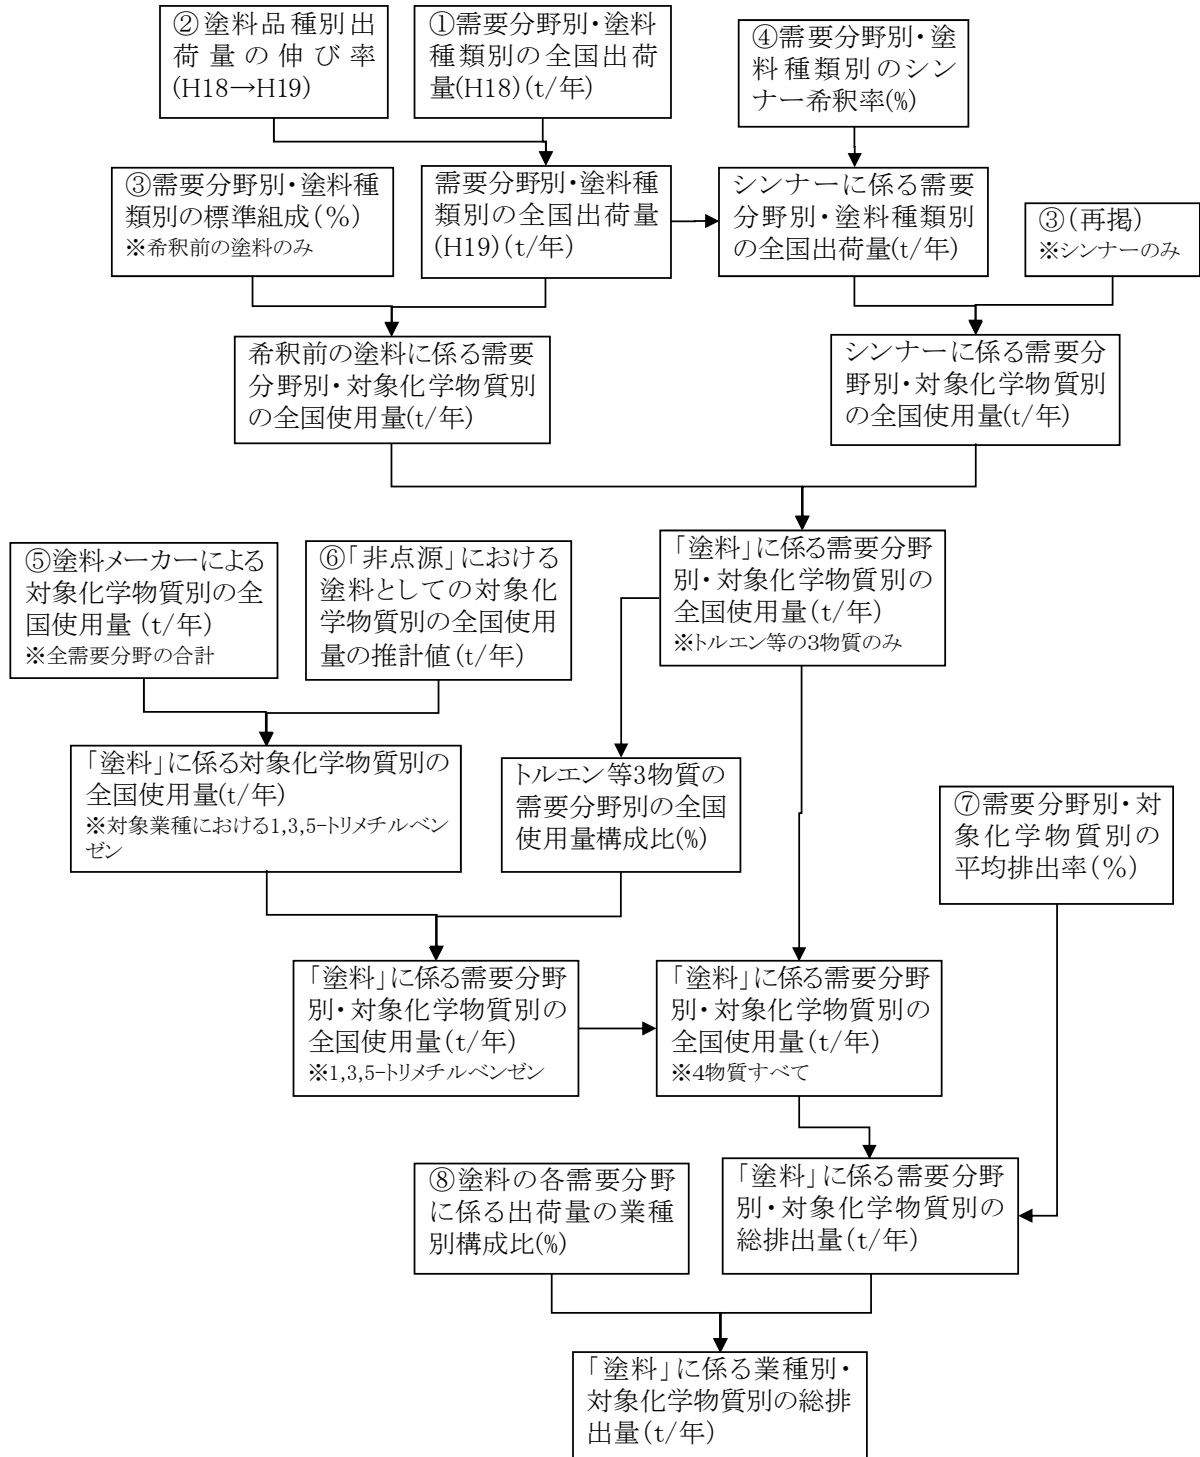 ②塗料品種別出
荷量の伸び率
(H18→H19)
①需要分野別・塗料
種類別の全国出荷
量(H18)(t/年)
④需要分野別・塗
料種類別のシン
ナー希釈率(%)
③需要分野別・塗料種
類別の標準組成(%)
※希釈前の塗料のみ
需要分野別・塗料種
類別の全国出荷量
(H19)(t/年)
シンナーに係る需要
分野別・塗料種類別
の全国出荷量(t/年)
③(再掲)
※シンナーのみ
希釈前の塗料に係る需要
分野別・対象化学物質別
の全国使用量(t/年)
シンナーに係る需要分
野別・対象化学物質別
の全国使用量(t/年)
⑤塗料メーカーによる
対象化学物質別の全
国使用量(t/年)
※全需要分野の合計
⑥「非点源」における
塗料としての対象化
学物質別の全国使用
量の推計値(t/年)
「塗料」に係る需要分野
別・対象化学物質別の
全国使用量(t/年)
※トルエン等の3物質のみ
「塗料」に係る対象化学物質別の
全国使用量(t/年)
※対象業種における1,3,5-トリメチルベン
ゼン
トルエン等3物質の
需要分野別の全国
使用量構成比(%)
⑦需要分野別・対
象化学物質別の
平均排出率(%)
「塗料」に係る需要分野
別・対象化学物質別の
全国使用量(t/年)
※1,3,5-トリメチルベンゼン
「塗料」に係る需要分野
別・対象化学物質別の
全国使用量(t/年)
※4物質すべて
⑧塗料の各需要分野
に係る出荷量の業種
別構成比(%)
「塗料」に係る需要分野
別・対象化学物質別の
総排出量(t/年)
「塗料」に係る業種別・
対象化学物質別の総排
出量(t/年)